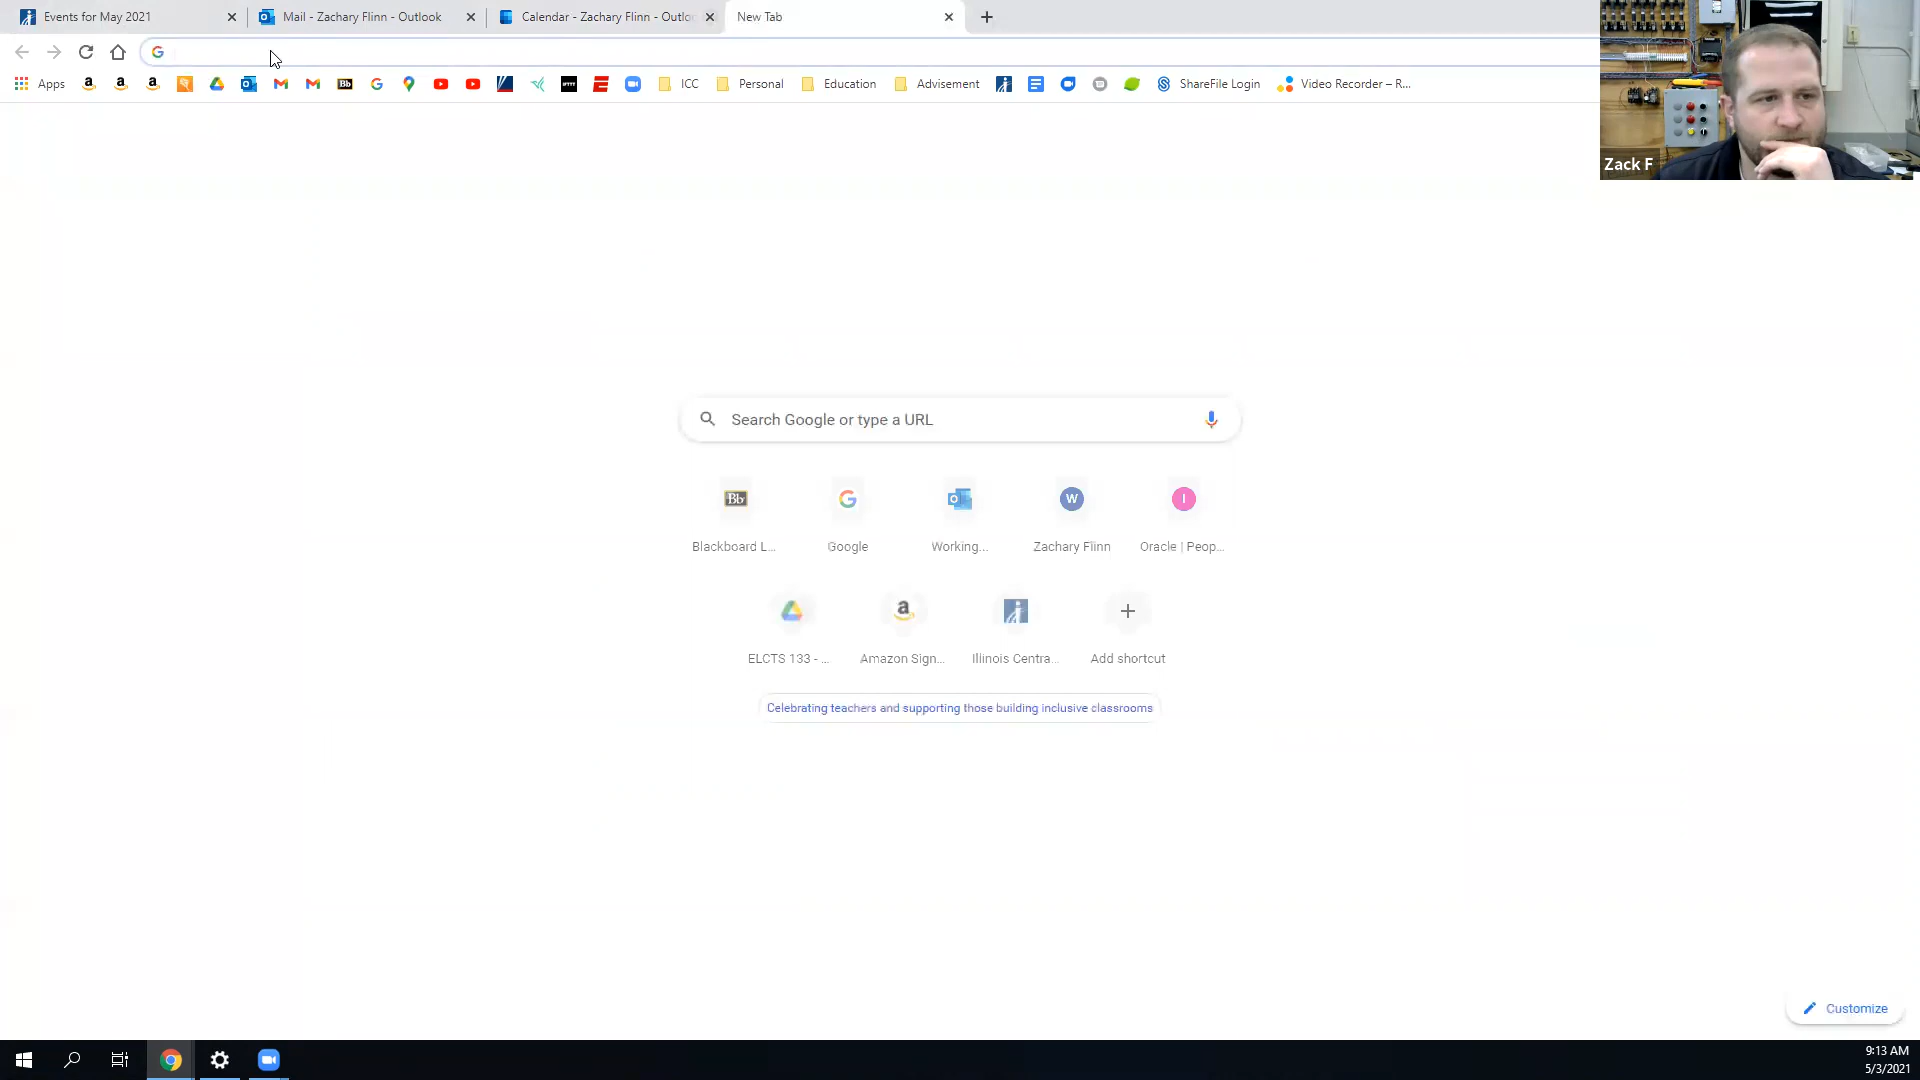 Events for May 2021
Mail - Zachary Flinn - Outlook
Calendar - Zachary Flinn - Outlo
New Tab
Apps
ICC
Personal
Education
Advisement
ShareFile Login
Video Recorder – R...
Zack F
Search Google or type a URL
Blackboard L...
Google
Working...
Zachary Flinn
Oracle | Peop...
ELCTS 133 - ...
Amazon Sign...
Illinois Centra...
Add shortcut
Celebrating teachers and supporting those building inclusive classrooms
Customize
9:13 AM
5/3/2021